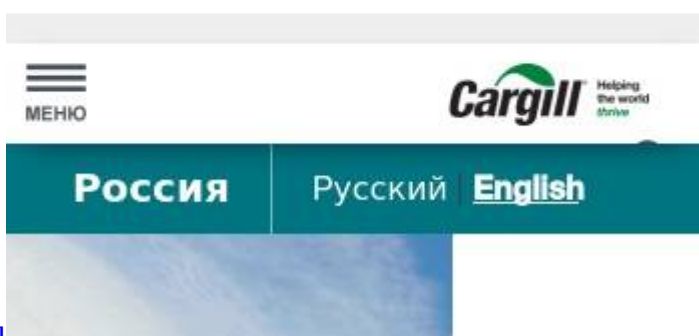 МЕНЮ
Cargill
Helping
the world
thrive
Россия
Русский | English